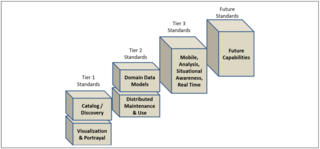 Tier 1
Standards
Catalog /
Discovery
Visualization
& Portrayal
Tier 2
Standards
Domain Data
Models
Distributed
Maintenance
& Use
Tier 3
Standards
Mobile,
Analysis,
Situational
Awareness,
Real Time
Future
Standards
Future
Capabilities